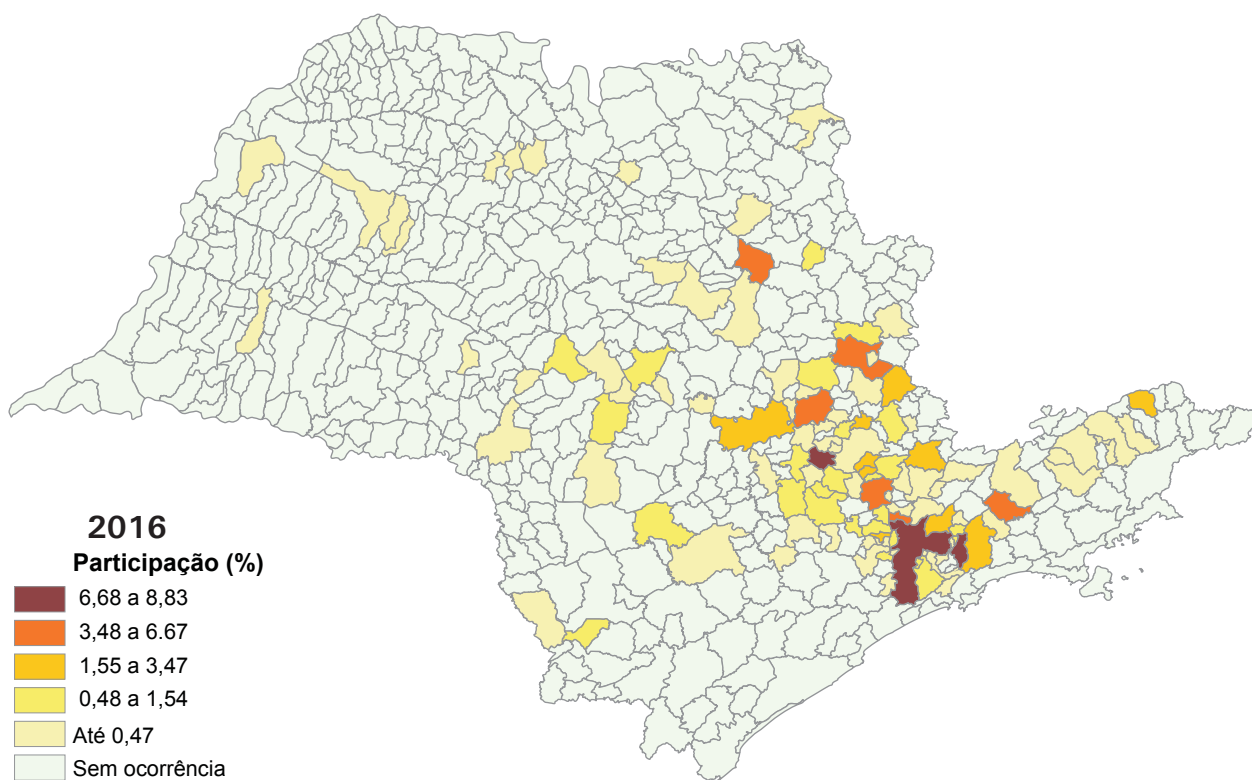 2016
Participação (%)
6,68 a 8,83
3,48 a 6.67
1,55 a 3,47
0,48 a 1,54
Até 0,47
Sem ocorrência